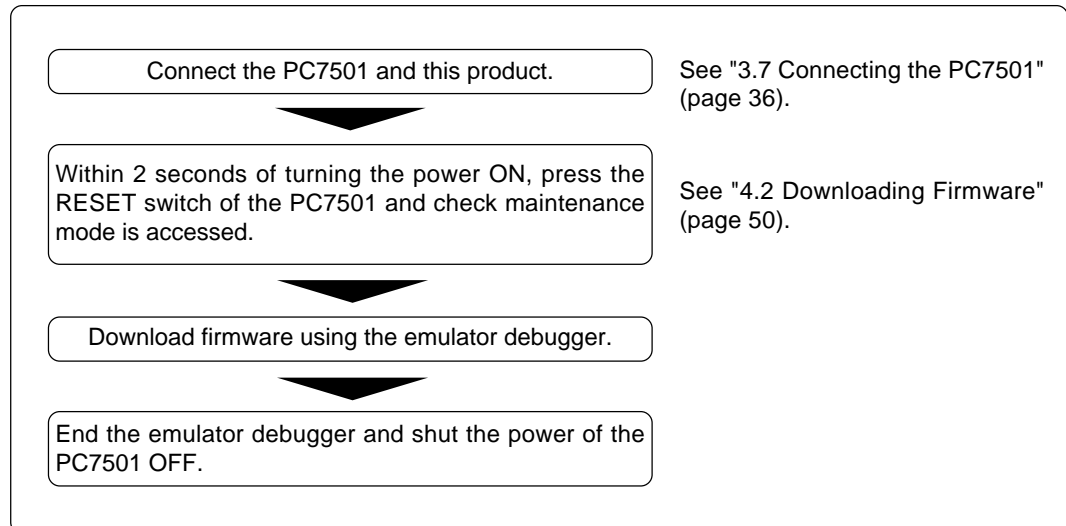 Connect the PC7501 and this product.
See "3.7 Connecting the PC7501"
(page 36).
Within 2 seconds of turning the power ON, press the
RESET switch of the PC7501 and check maintenance
mode is accessed.
See "4.2 Downloading Firmware"
(page 50).
Download firmware using the emulator debugger.
End the emulator debugger and shut the power of the
PC7501 OFF.